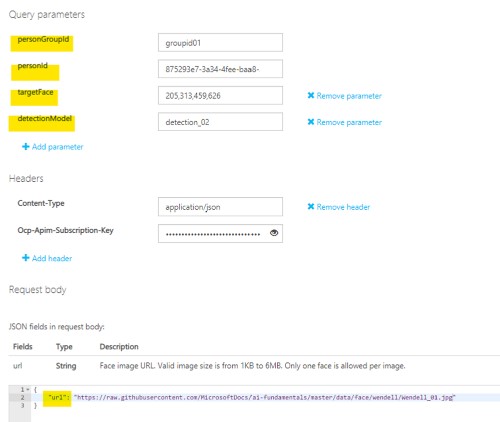 Query parameters
personGroupId groupid01
personId 875293e7-3a34-4fee-baa8-
targetFace 205,313,459,626 ✖ Remove parameter
detectionModel detection_02 ✖ Remove parameter
+ Add parameter
Headers
Content-Type application/json ✖ Remove header
Ocp-Apim-Subscription-Key ••••••••••••••••••••••••••••••
+ Add header
Request body
JSON fields in request body:
Fields Type Description
url String Face image URL. Valid image size is from 1KB to 6MB. Only one face is allowed per image.
1 {
2 "url": "https://raw.githubusercontent.com/MicrosoftDocs/ai-fundamentals/master/data/face/wendell/Wendell_01.jpg"
3 }